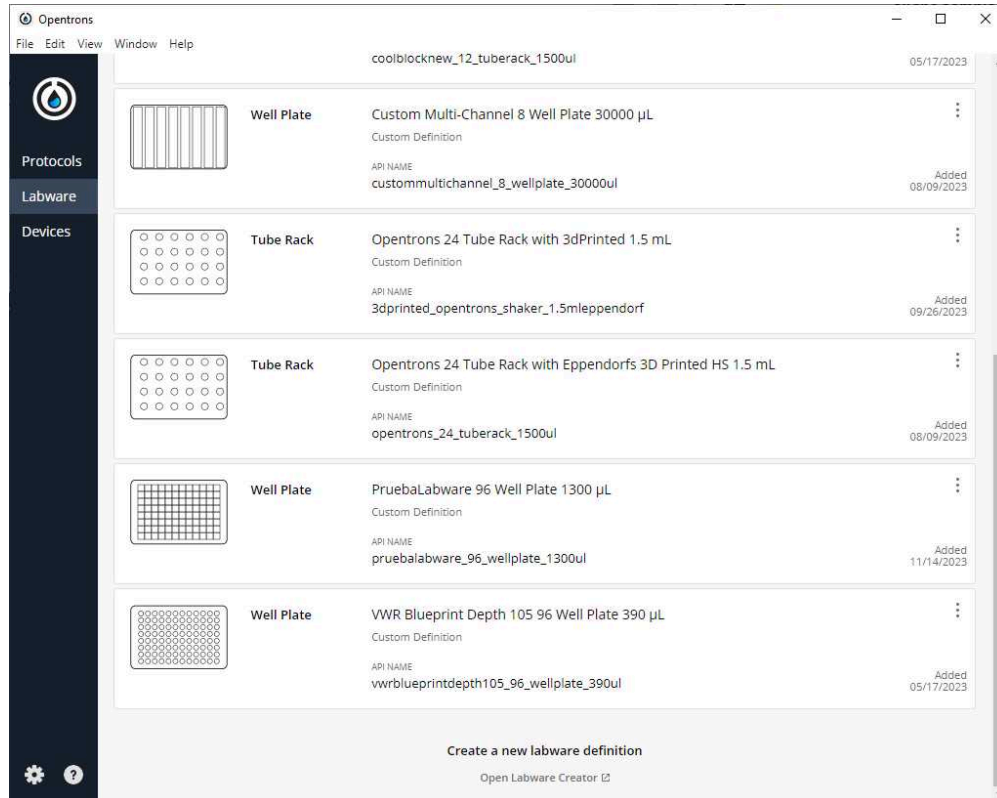 Opentrons
File Edit View Window Help
Protocols
Labware
Devices
coolblocknew_12_tuberack_1500ul
05/17/2023
Well Plate
Custom Multi-Channel 8 Well Plate 30000 µL
Custom Definition
API NAME
custommultichannel_8_wellplate_30000ul
Added
08/09/2023
Tube Rack
Opentrons 24 Tube Rack with 3dPrinted 1.5 mL
Custom Definition
API NAME
3dprinted_opentrons_shaker_1.5mleppendorf
Added
09/26/2023
Tube Rack
Opentrons 24 Tube Rack with Eppendorfs 3D Printed HS 1.5 mL
Custom Definition
API NAME
opentrons_24_tuberack_1500ul
Added
08/09/2023
Well Plate
PruebaLabware 96 Well Plate 1300 µL
Custom Definition
API NAME
pruebalabware_96_wellplate_1300ul
Added
11/14/2023
Well Plate
VWR Blueprint Depth 105 96 Well Plate 390 µL
Custom Definition
API NAME
vwrblueprintdepth105_96_wellplate_390ul
Added
05/17/2023
Create a new labware definition
Open Labware Creator